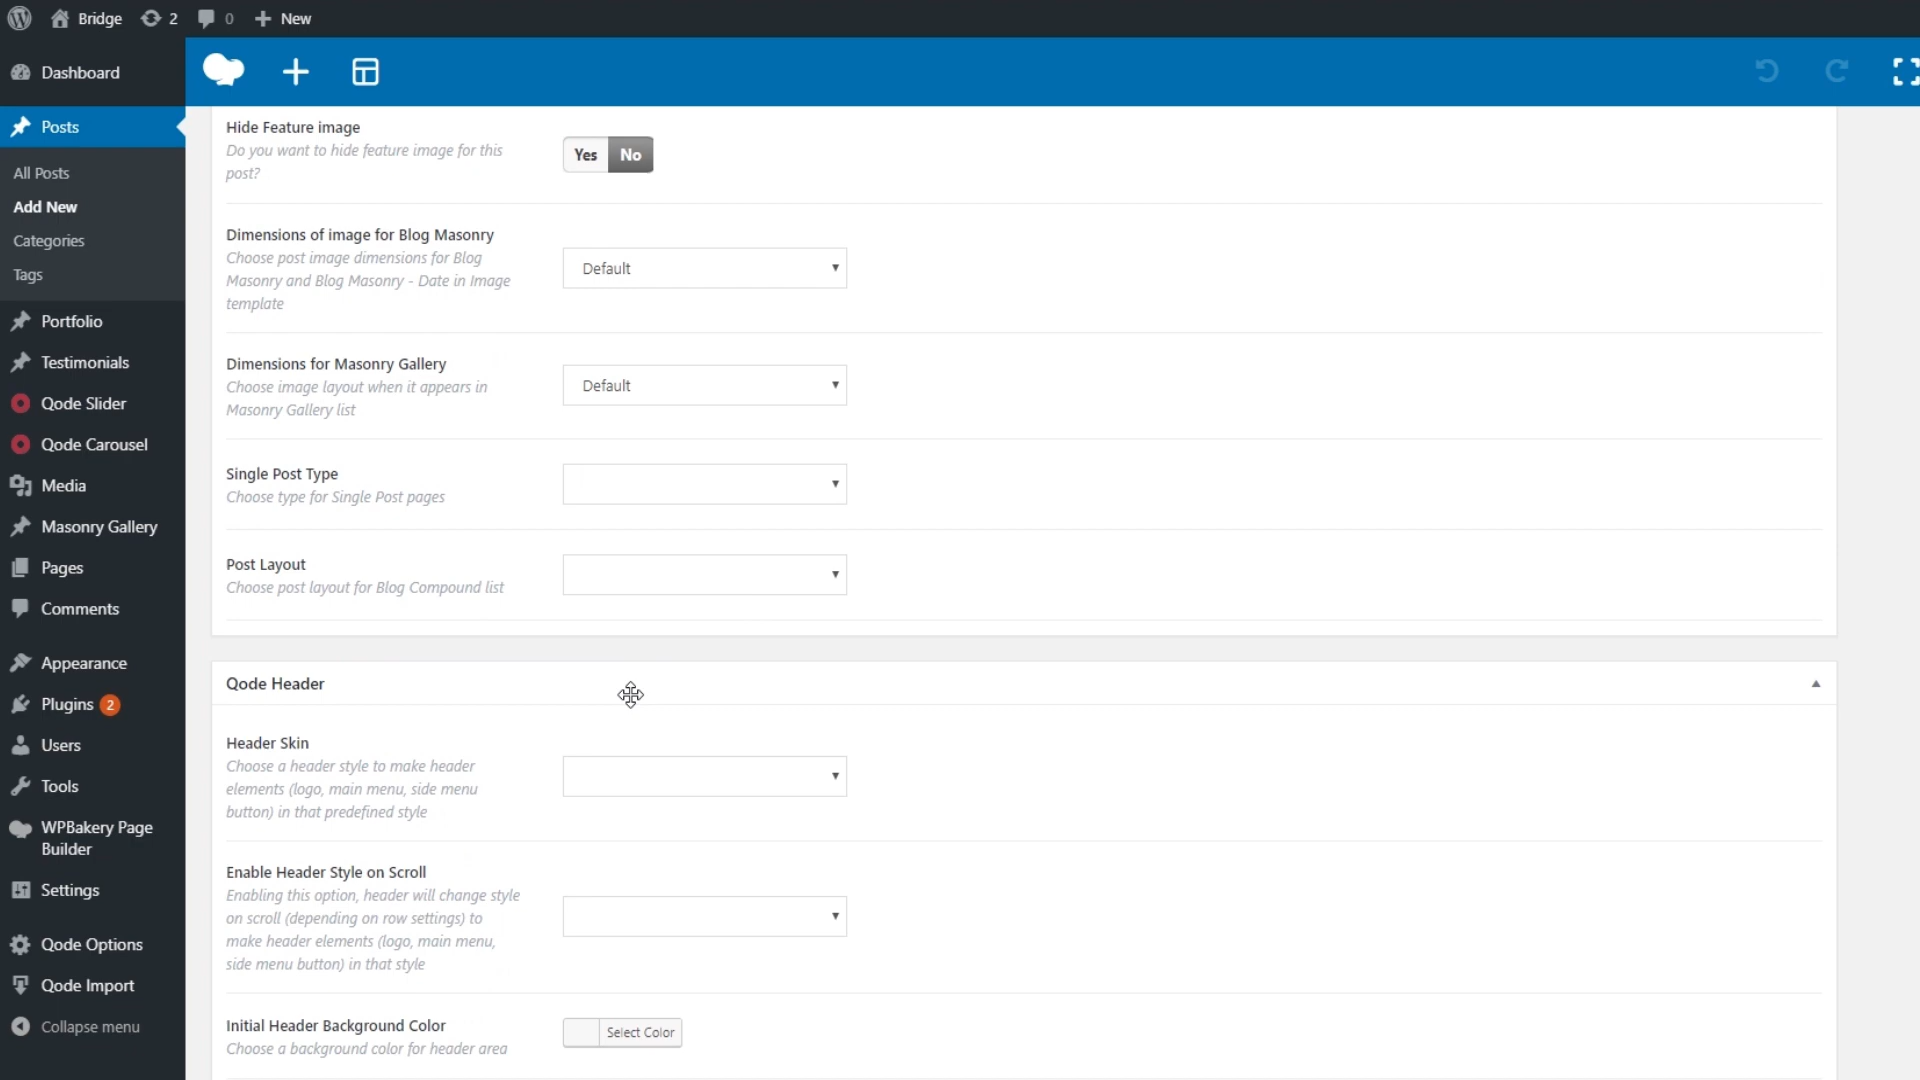 Bridge 2 0 New
Dashboard
Posts
All Posts
Add New
Categories
Tags
Portfolio
Testimonials
Qode Slider
Qode Carousel
Media
Masonry Gallery
Pages
Comments
Appearance
Plugins 2
Users
Tools
WPBakery Page
Builder
Settings
Qode Options
Qode Import
Collapse menu
Hide Feature image
Do you want to hide feature image for this
post?
Yes No
Dimensions of image for Blog Masonry
Choose post image dimensions for Blog
Masonry and Blog Masonry - Date in Image
template
Default
Dimensions for Masonry Gallery
Choose image layout when it appears in
Masonry Gallery list
Default
Single Post Type
Choose type for Single Post pages
Post Layout
Choose post layout for Blog Compound list
Qode Header
Header Skin
Choose a header style to make header
elements (logo, main menu, side menu
button) in that predefined style
Enable Header Style on Scroll
Enabling this option, header will change style
on scroll (depending on row settings) to
make header elements (logo, main menu,
side menu button) in that style
Initial Header Background Color
Choose a background color for header area
Select Color